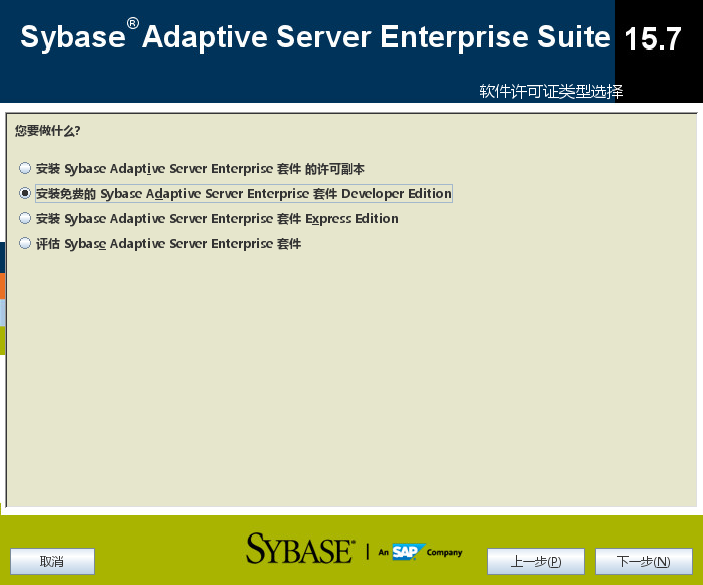 Sybase® Adaptive Server Enterprise Suite 15.7
软件许可证类型选择
您要做什么?
安装 Sybase Adaptive Server Enterprise 套件 的许可副本
安装免费的 Sybase Adaptive Server Enterprise 套件 Developer Edition
安装 Sybase Adaptive Server Enterprise 套件 Express Edition
评估 Sybase Adaptive Server Enterprise 套件
SYBASE® | An SAP Company
取消 上一步(P) 下一步(N)